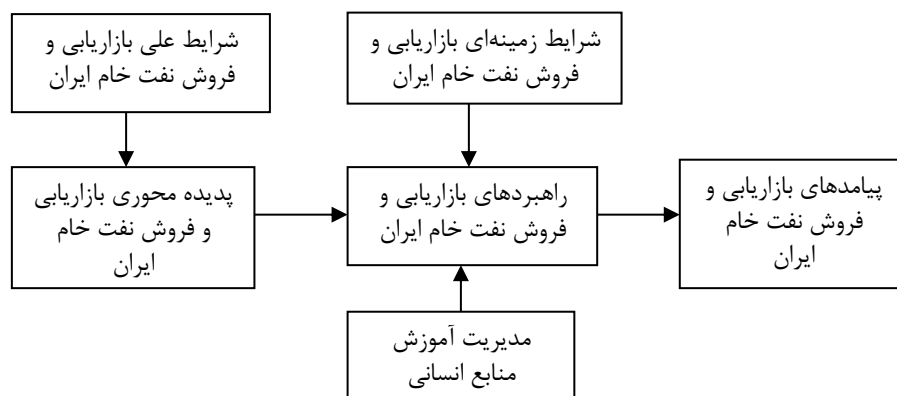 شرایط علی بازاریابی و
فروش نفت خام ایران
شرایط زمینه‌ای بازاریابی و
فروش نفت خام ایران
پدیده محوری بازاریابی
و فروش نفت خام
ایران
راهبردهای بازاریابی و
فروش نفت خام ایران
پیامدهای بازاریابی و
فروش نفت خام
ایران
مدیریت آموزش
منابع انسانی